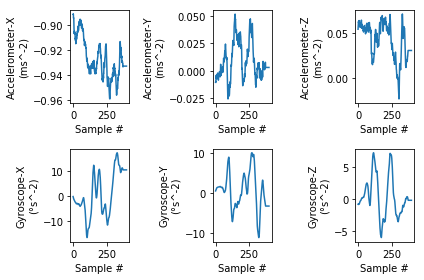 Accelerometer-X
(ms^-2)
−0.90
−0.92
−0.94
−0.96
0
250
Sample #
Accelerometer-Y
(ms^-2)
0.050
0.025
0.000
−0.025
0
250
Sample #
Accelerometer-Z
(ms^-2)
0.05
0.00
0
250
Sample #
Gyroscope-X
(°s^-2)
10
0
−10
0
250
Sample #
Gyroscope-Y
(°s^-2)
10
0
−10
0
250
Sample #
Gyroscope-Z
(°s^-2)
5
0
−5
0
250
Sample #